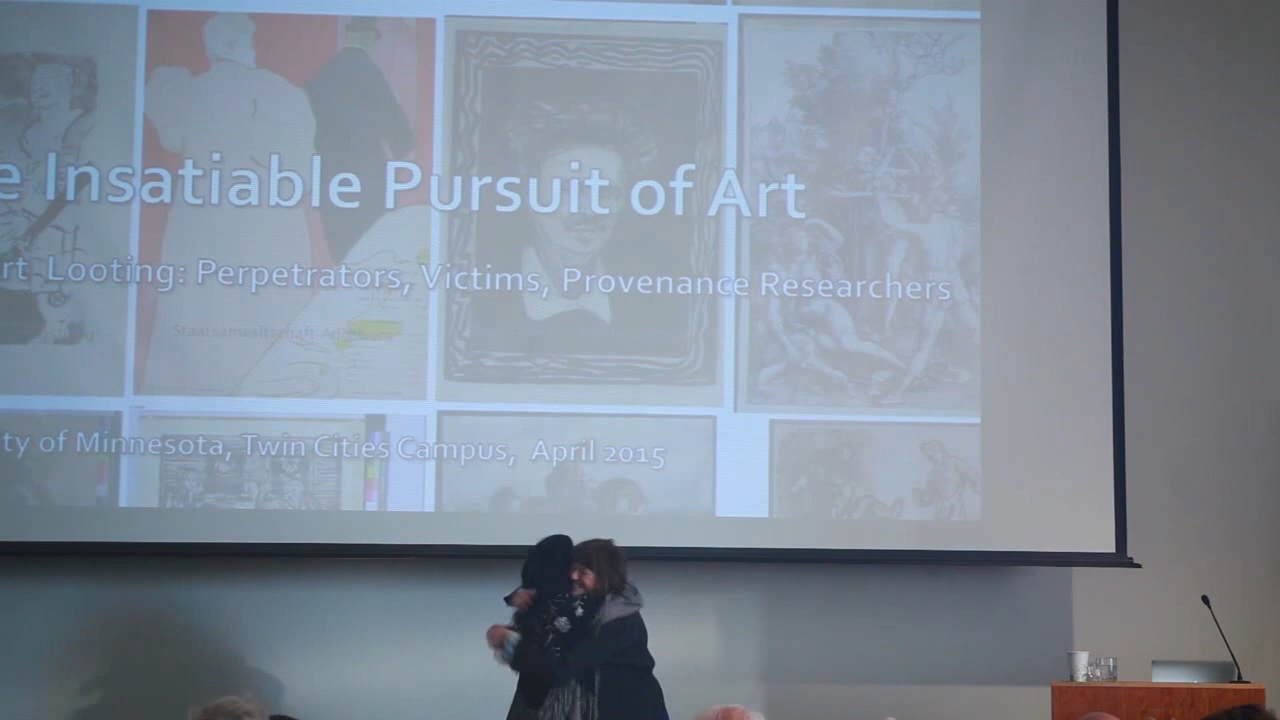 e Insatiable Pursuit of Art
rt Looting: Perpetrators, Victims, Provenance Researchers
ty of Minnesota, Twin Cities Campus, April 2015